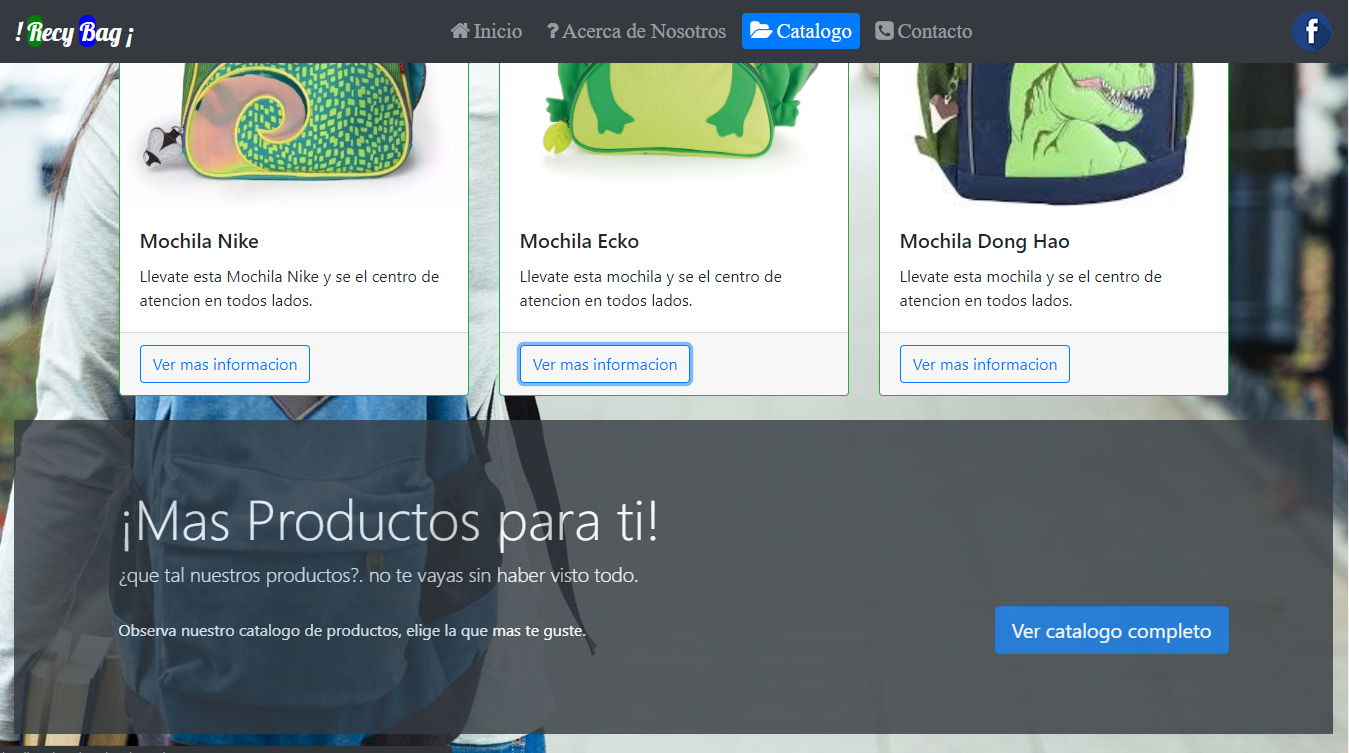 ! Recy Bag ¡
Inicio
? Acerca de Nosotros
Catalogo
Contacto
f
Mochila Nike
Llevate esta Mochila Nike y se el centro de
atencion en todos lados.
Ver mas informacion
Mochila Ecko
Llevate esta mochila y se el centro de
atencion en todos lados.
Ver mas informacion
Mochila Dong Hao
Llevate esta mochila y se el centro de
atencion en todos lados.
Ver mas informacion
¡Mas Productos para ti!
¿que tal nuestros productos?. no te vayas sin haber visto todo.
Observa nuestro catalogo de productos, elige la que mas te guste.
Ver catalogo completo